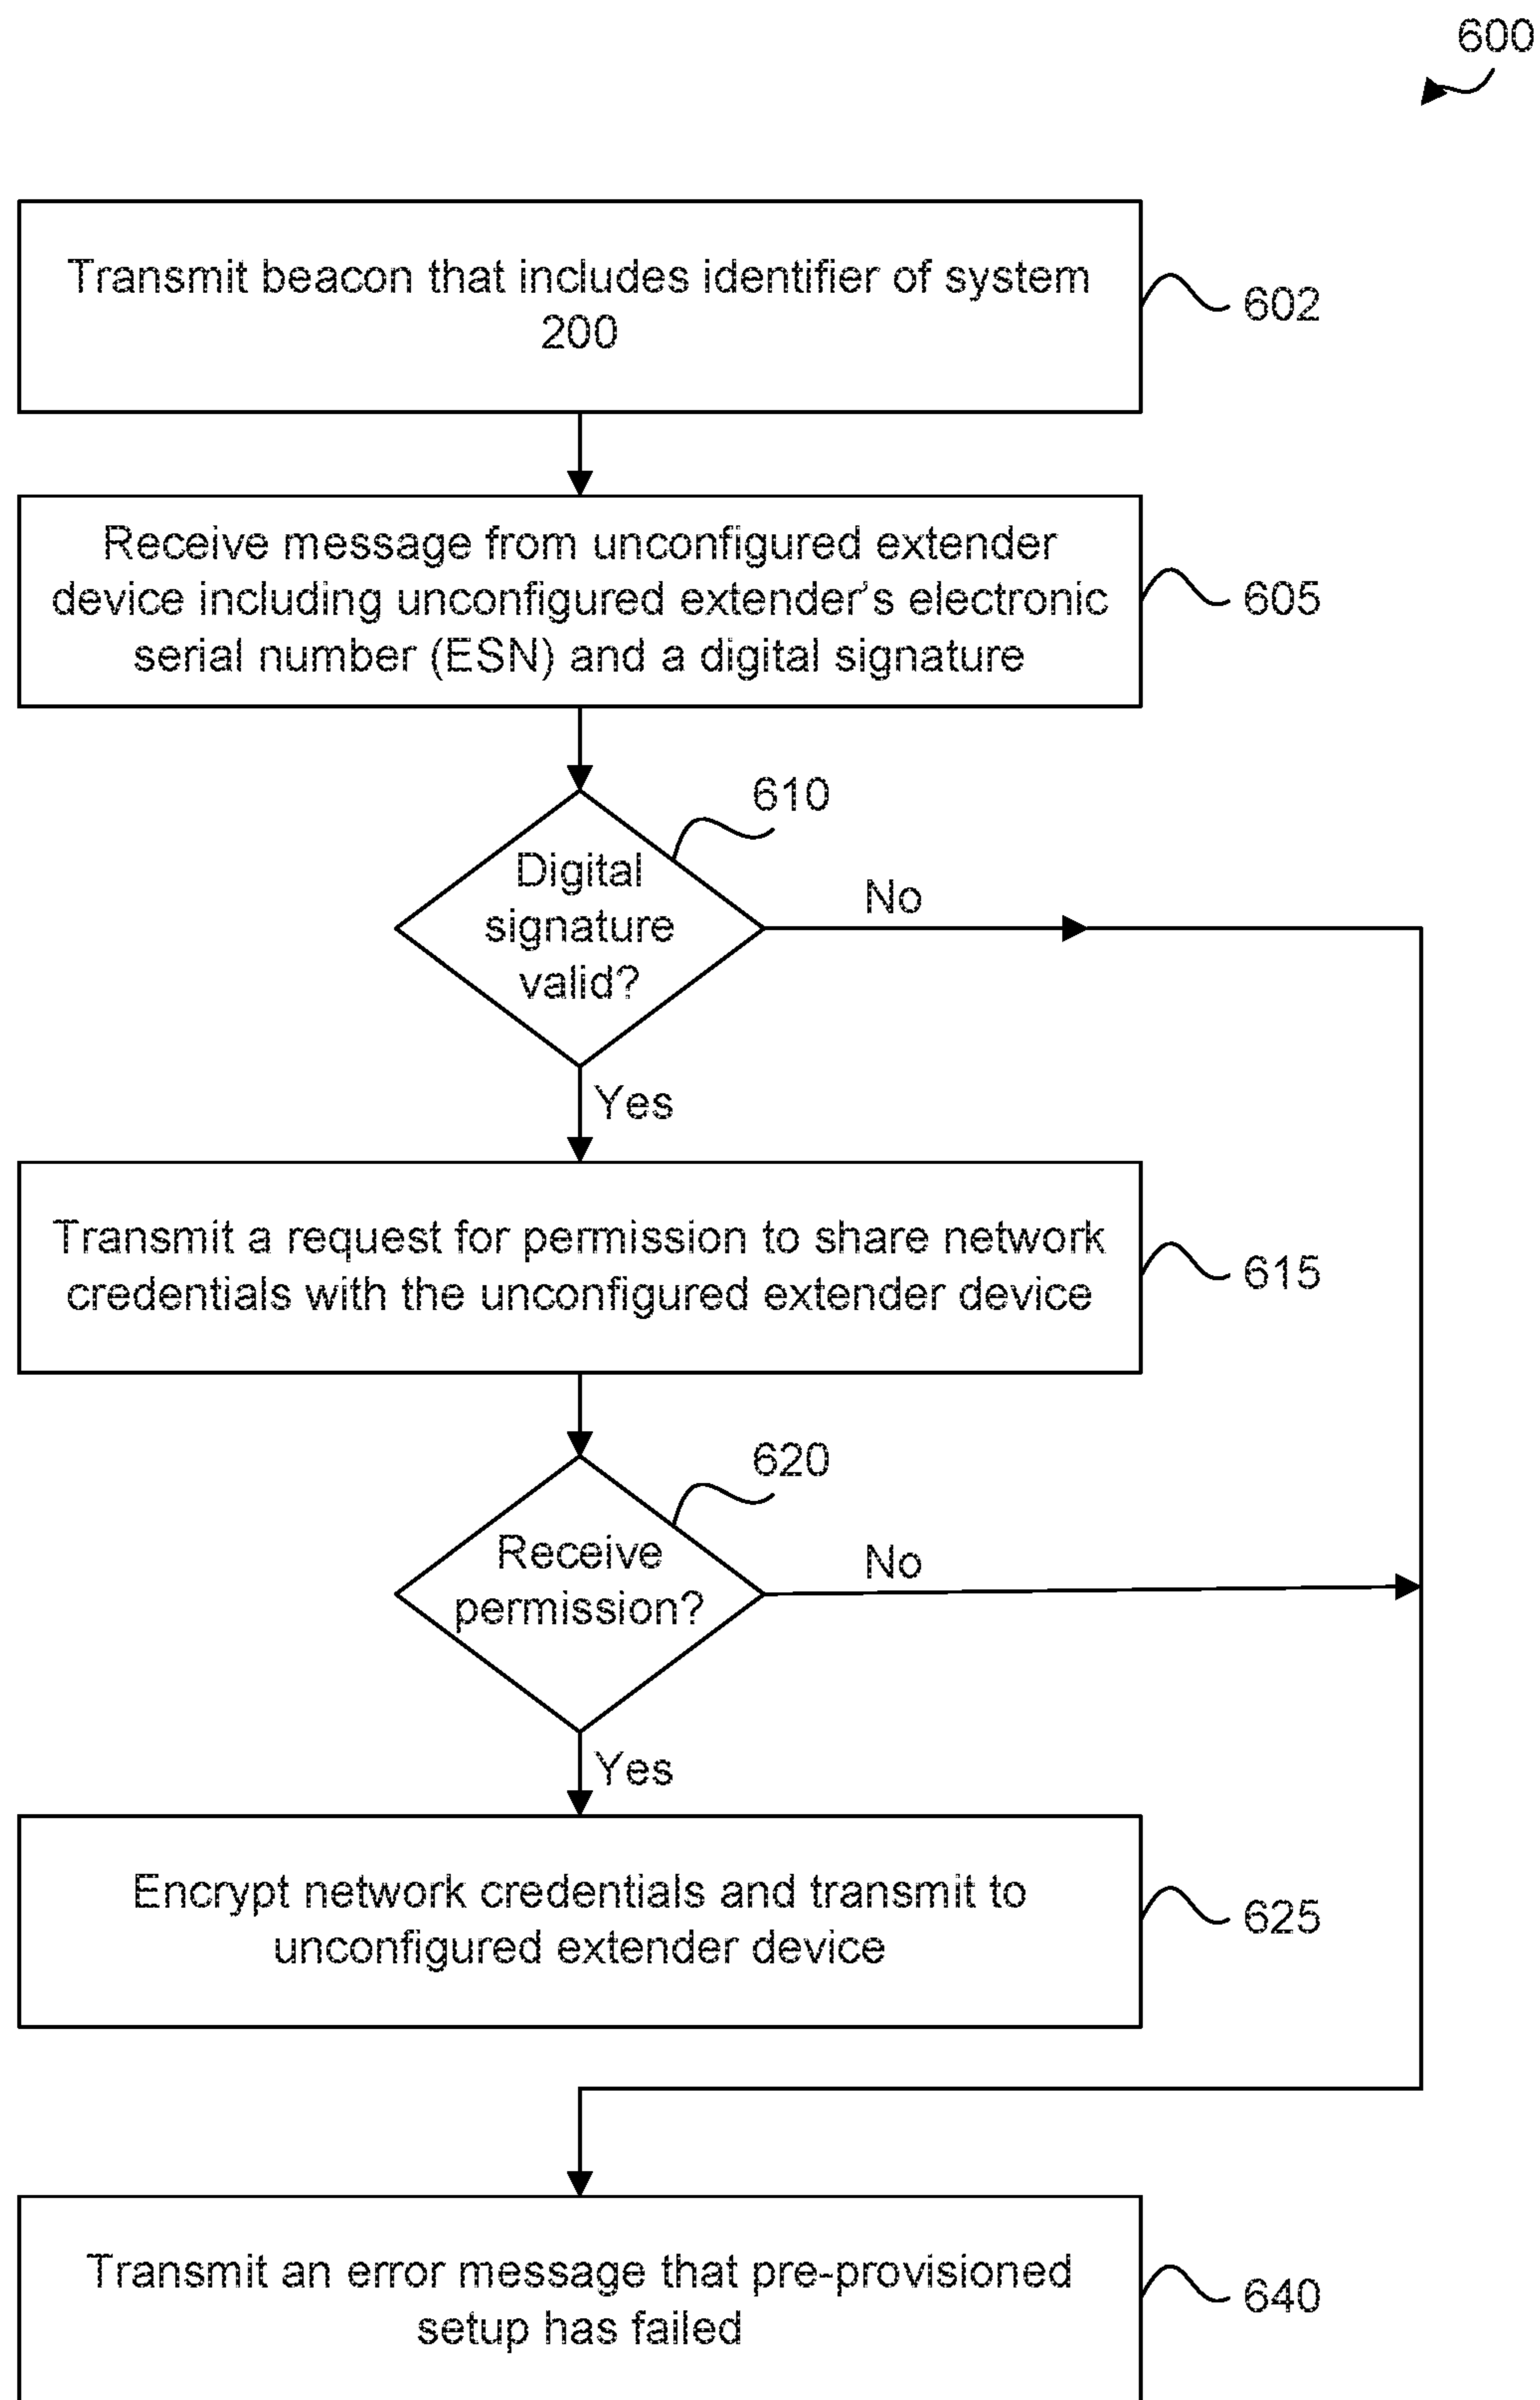 600
Transmit beacon that includes identifier of system
200
602
Receive message from unconfigured extender
device including unconfigured extender's electronic
serial number (ESN) and a digital signature
605
610
Digital
signature
valid?
No
Yes
Transmit a request for permission to share network
credentials with the unconfigured extender device
615
620
Receive
permission?
No
Yes
Encrypt network credentials and transmit to
unconfigured extender device
625
Transmit an error message that pre-provisioned
setup has failed
640